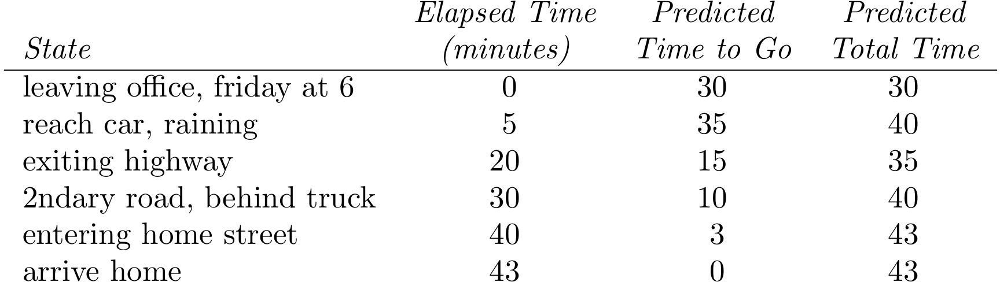 Elapsed Time Predicted Predicted
State (minutes) Time to Go Total Time
leaving office, friday at 6 0 30 30
reach car, raining 5 35 40
exiting highway 20 15 35
2ndary road, behind truck 30 10 40
entering home street 40 3 43
arrive home 43 0 43